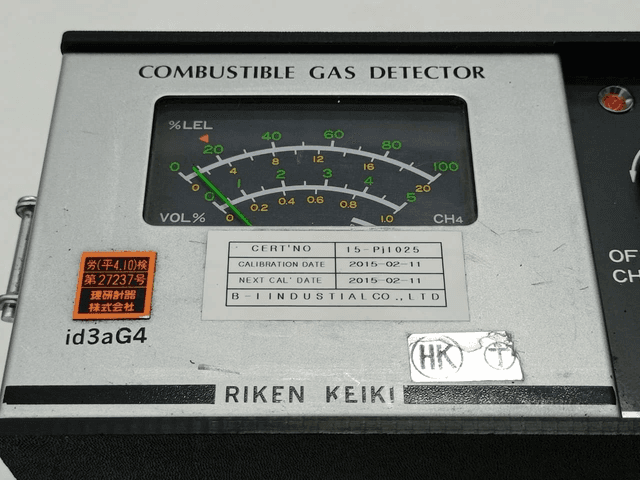 COMBUSTIBLE GAS DETECTOR
%LEL
0 20 40 60 80 100
0 4 8 12 16 20
0 1 2 3 4 5
0 0.2 0.4 0.6 0.8 1.0
VOL% CH4
CERT'NO 15-Pj1025
CALIBRATION DATE 2015-02-11
NEXT CAL' DATE 2015-02-11
B-I INDUSTIAL CO., LTD
労(平4.10)検
第27237号
理研計器
株式会社
id3aG4
HK T
RIKEN KEIKI
OF
CH